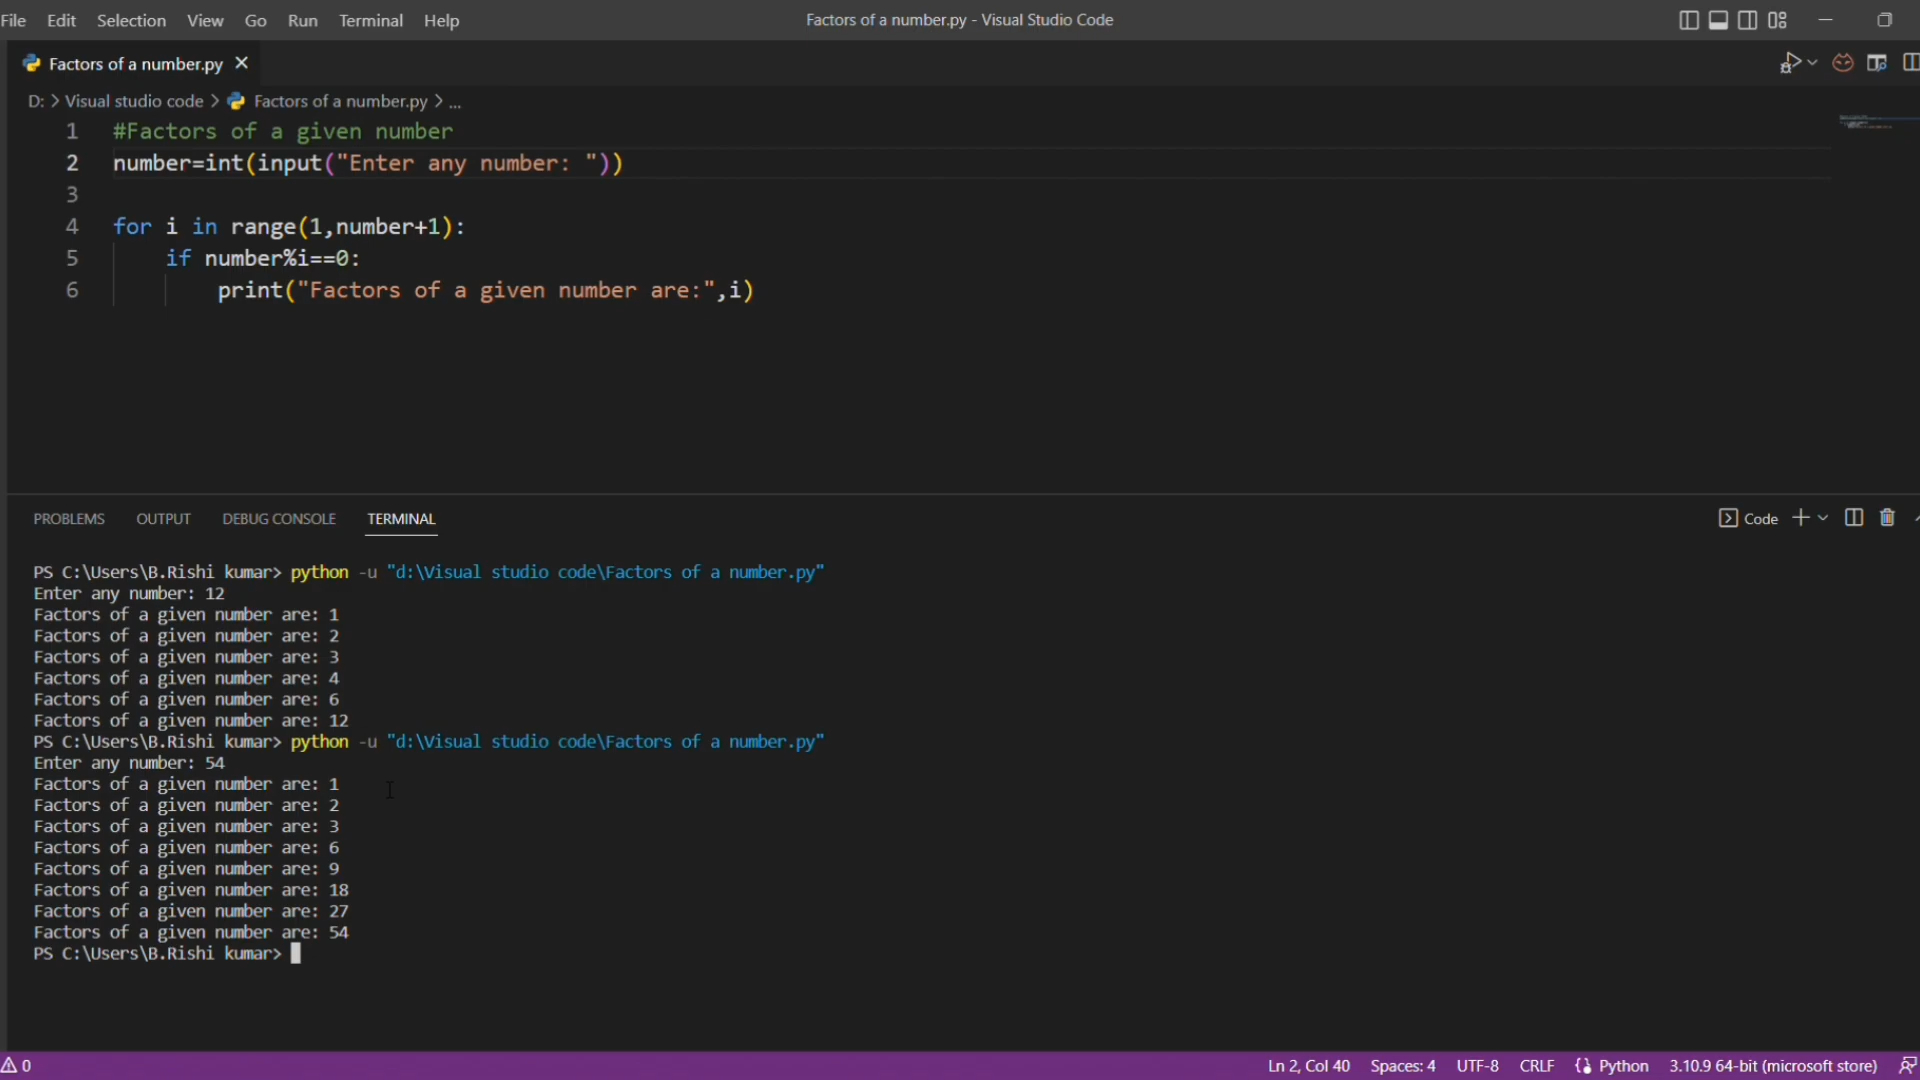 File Edit Selection View Go Run Terminal Help Factors of a number.py - Visual Studio Code
Factors of a number.py
D: > Visual studio code > Factors of a number.py > ...
1 #Factors of a given number
2 number=int(input("Enter any number: "))
3
4 for i in range(1,number+1):
5 if number%i==0:
6 print("Factors of a given number are:",i)
PROBLEMS OUTPUT DEBUG CONSOLE TERMINAL Code
PS C:\Users\B.Rishi kumar> python -u "d:\Visual studio code\Factors of a number.py"
Enter any number: 12
Factors of a given number are: 1
Factors of a given number are: 2
Factors of a given number are: 3
Factors of a given number are: 4
Factors of a given number are: 6
Factors of a given number are: 12
PS C:\Users\B.Rishi kumar> python -u "d:\Visual studio code\Factors of a number.py"
Enter any number: 54
Factors of a given number are: 1
Factors of a given number are: 2
Factors of a given number are: 3
Factors of a given number are: 6
Factors of a given number are: 9
Factors of a given number are: 18
Factors of a given number are: 27
Factors of a given number are: 54
PS C:\Users\B.Rishi kumar>
0 Ln 2, Col 40 Spaces: 4 UTF-8 CRLF Python 3.10.9 64-bit (microsoft store)